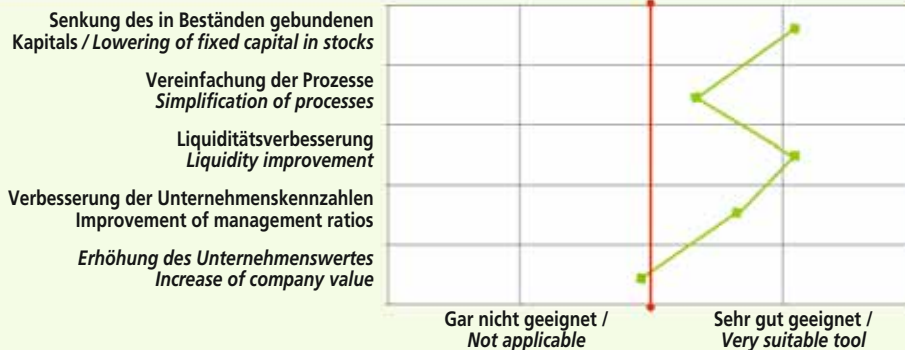 Senkung des in Beständen gebundenen
Kapitals / Lowering of fixed capital in stocks
Vereinfachung der Prozesse
Simplification of processes
Liquiditätsverbesserung
Liquidity improvement
Verbesserung der Unternehmenskennzahlen
Improvement of management ratios
Erhöhung des Unternehmenswertes
Increase of company value
Gar nicht geeignet /
Not applicable
Sehr gut geeignet /
Very suitable tool